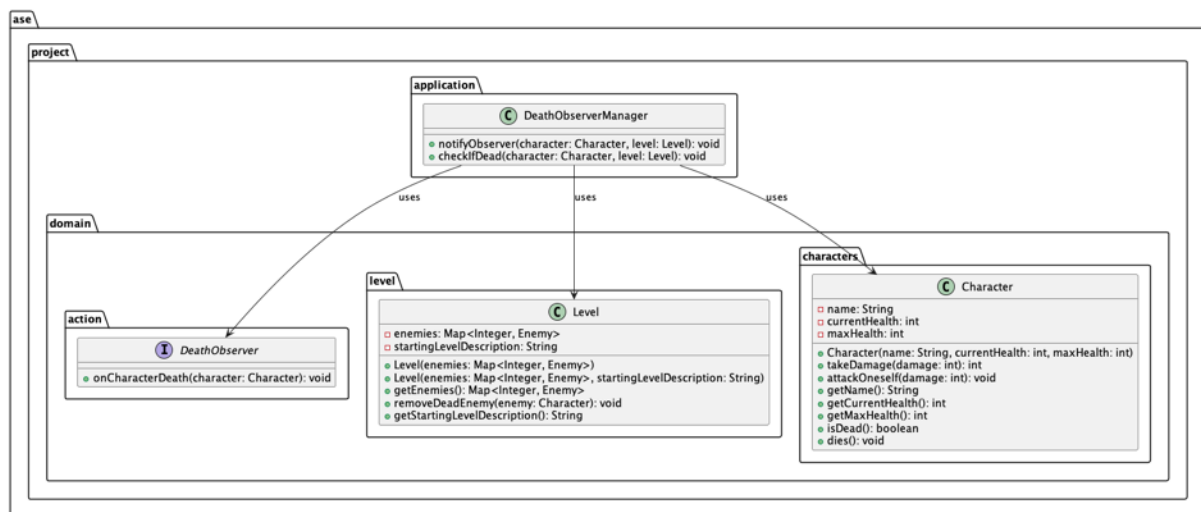 ase
project
application
C DeathObserverManager
notifyObserver(character: Character, level: Level): void
checkIfDead(character: Character, level: Level): void
uses
uses
uses
domain
action
I DeathObserver
onCharacterDeath(character: Character): void
level
C Level
enemies: Map<Integer, Enemy>
startingLevelDescription: String
Level(enemies: Map<Integer, Enemy>)
Level(enemies: Map<Integer, Enemy>, startingLevelDescription: String)
getEnemies(): Map<Integer, Enemy>
removeDeadEnemy(enemy: Character): void
getStartingLevelDescription(): String
characters
C Character
name: String
currentHealth: int
maxHealth: int
Character(name: String, currentHealth: int, maxHealth: int)
takeDamage(damage: int): int
attackOneself(damage: int): void
getName(): String
getCurrentHealth(): int
getMaxHealth(): int
isDead(): boolean
dies(): void